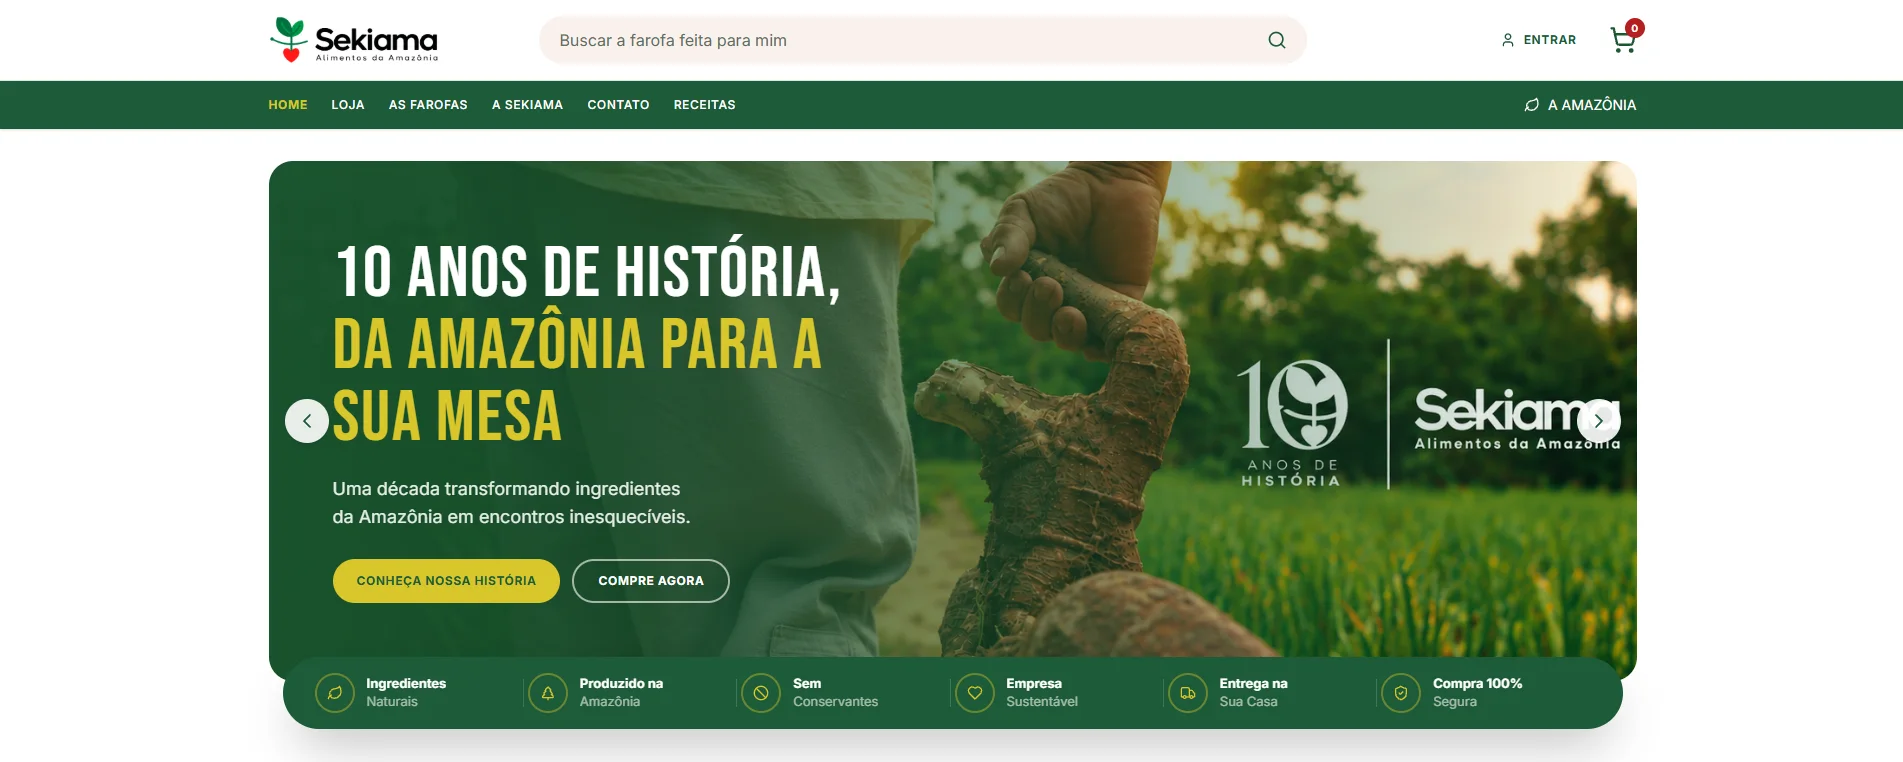 Sekiama
Alimentos da Amazônia
Buscar a farofa feita para mim
ENTRAR
0
HOME
LOJA
AS FAROFAS
A SEKIAMA
CONTATO
RECEITAS
A AMAZÔNIA
10 ANOS DE HISTÓRIA,
DA AMAZÔNIA PARA A
SUA MESA
Uma década transformando ingredientes
da Amazônia em encontros inesquecíveis.
CONHEÇA NOSSA HISTÓRIA
COMPRE AGORA
10
ANOS DE
HISTÓRIA
Sekiama
Alimentos da Amazônia
Ingredientes
Naturais
Produzido na
Amazônia
Sem
Conservantes
Empresa
Sustentável
Entrega na
Sua Casa
Compra 100%
Segura